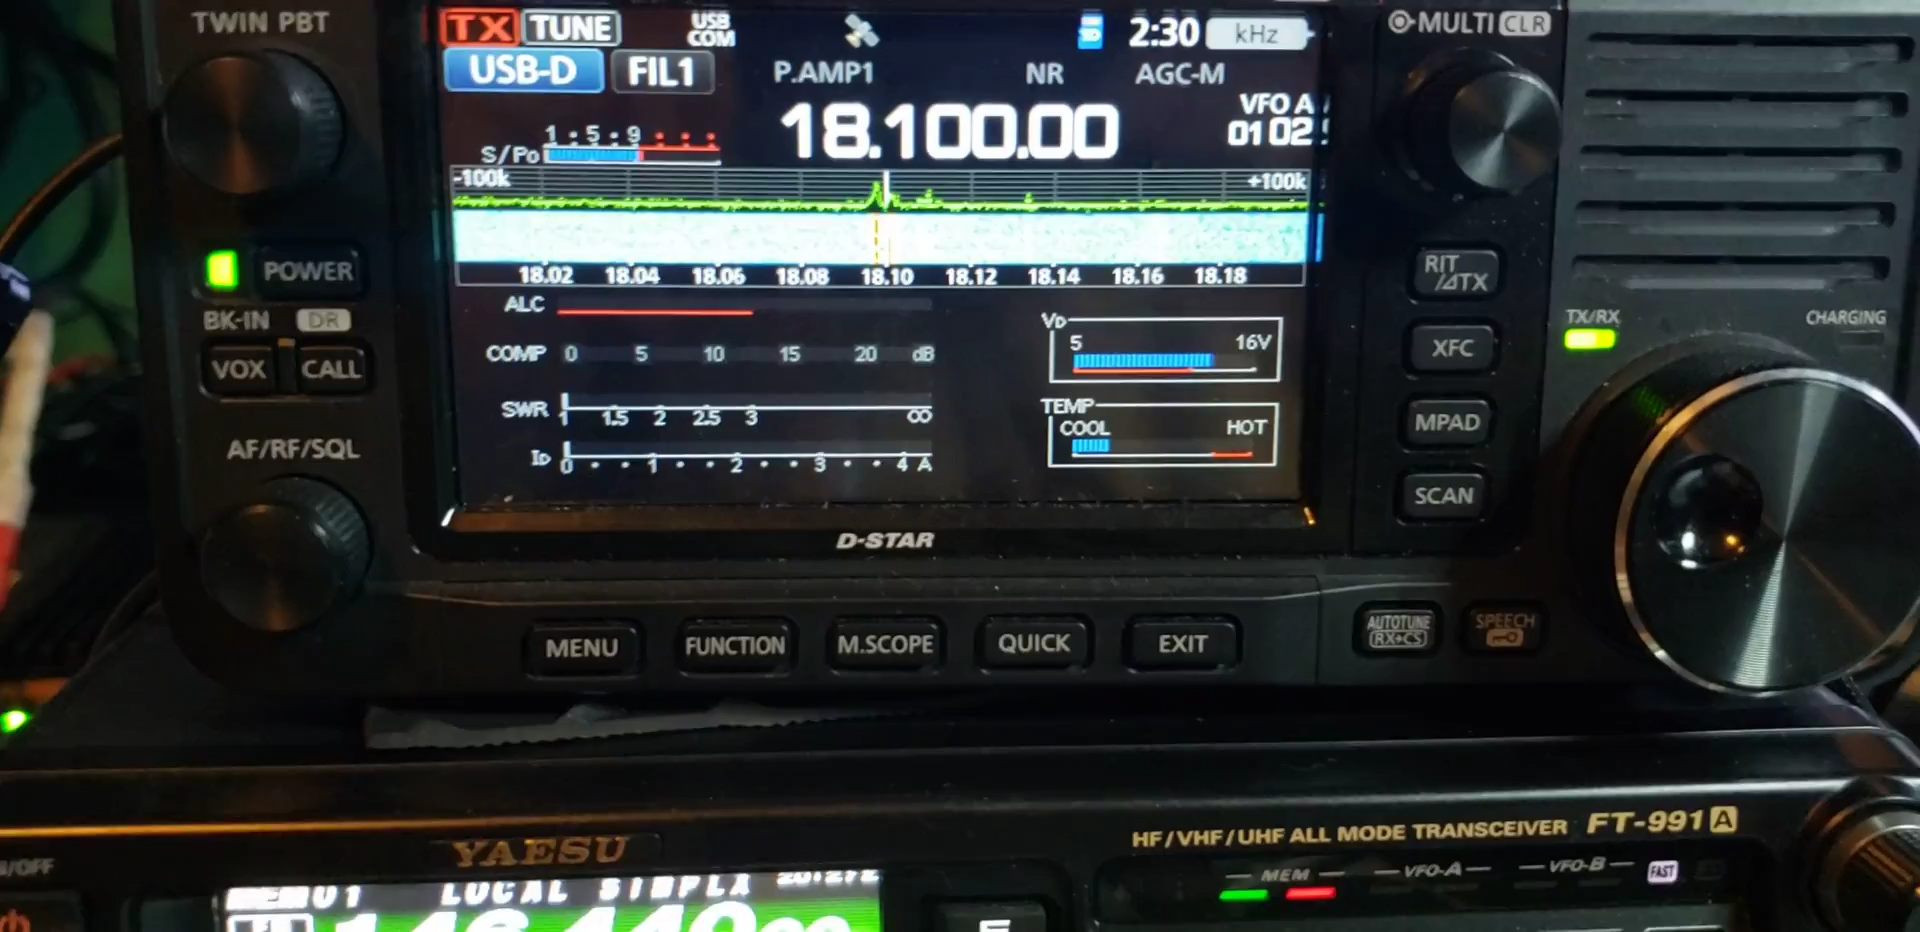 TWIN PBT
TX TUNE USB COM 2:30 kHz
MULTI CLR
USB-D FIL1 P.AMP1 NR AGC-M
18.100.00
VFO A
01 02
1 · 5 · 9
S/Po
-100k +100k
18.02 18.04 18.06 18.08 18.10 18.12 18.14 18.16 18.18
POWER
BK-IN DR
VOX CALL
AF/RF/SQL
ALC
COMP 0 5 10 15 20 dB
SWR 1 1.5 2 2.5 3 ∞
ID 0 1 2 3 4 A
VD
5 16V
TEMP
COOL HOT
RIT
/⊿TX
XFC
MPAD
SCAN
TX/RX CHARGING
D-STAR
MENU FUNCTION M.SCOPE QUICK EXIT
AUTOTUNE
RX→CS
SPEECH
YAESU
HF/VHF/UHF ALL MODE TRANSCEIVER FT-991A
MEM VFO-A VFO-B FAST
/OFF
LOCAL SIMPLX